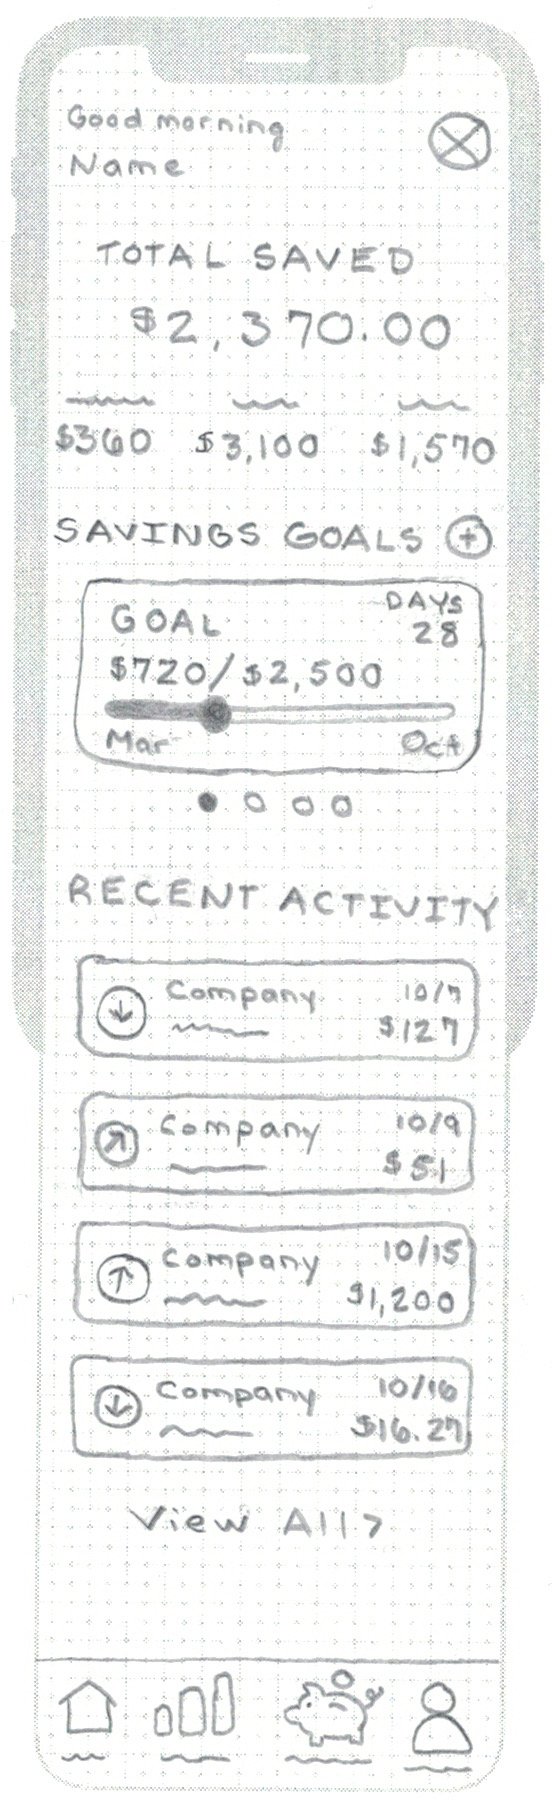 Good morning
Name
TOTAL SAVED
$2,370.00
$360 $3,100 $1,570
SAVINGS GOALS +
GOAL DAYS
28
$720/$2,500
Mar Oct
RECENT ACTIVITY
Company 10/7
$127
Company 10/9
$51
Company 10/15
$1,200
Company 10/16
$16.27
View All >